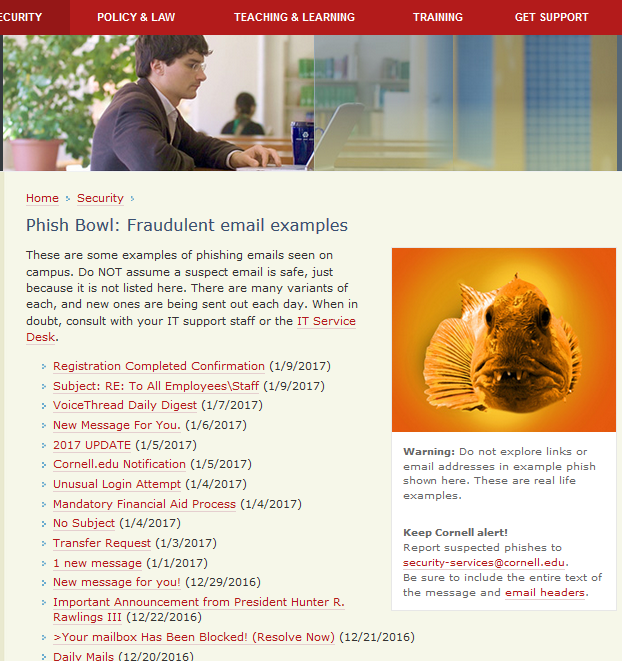 ECURITY POLICY & LAW TEACHING & LEARNING TRAINING GET SUPPORT
Home Security
Phish Bowl: Fraudulent email examples
These are some examples of phishing emails seen on
campus. Do NOT assume a suspect email is safe, just
because it is not listed here. There are many variants of
each, and new ones are being sent out each day. When in
doubt, consult with your IT support staff or the IT Service
Desk.
Registration Completed Confirmation (1/9/2017)
Subject: RE: To All Employees\Staff (1/9/2017)
VoiceThread Daily Digest (1/7/2017)
New Message For You. (1/6/2017)
2017 UPDATE (1/5/2017)
Cornell.edu Notification (1/5/2017)
Unusual Login Attempt (1/4/2017)
Mandatory Financial Aid Process (1/4/2017)
No Subject (1/4/2017)
Transfer Request (1/3/2017)
1 new message (1/1/2017)
New message for you! (12/29/2016)
Important Announcement from President Hunter R.
Rawlings III (12/22/2016)
>Your mailbox Has Been Blocked! (Resolve Now) (12/21/2016)
Daily Mails (12/20/2016)
Warning: Do not explore links or
email addresses in example phish
shown here. These are real life
examples.
Keep Cornell alert!
Report suspected phishes to
security-services@cornell.edu.
Be sure to include the entire text of
the message and email headers.